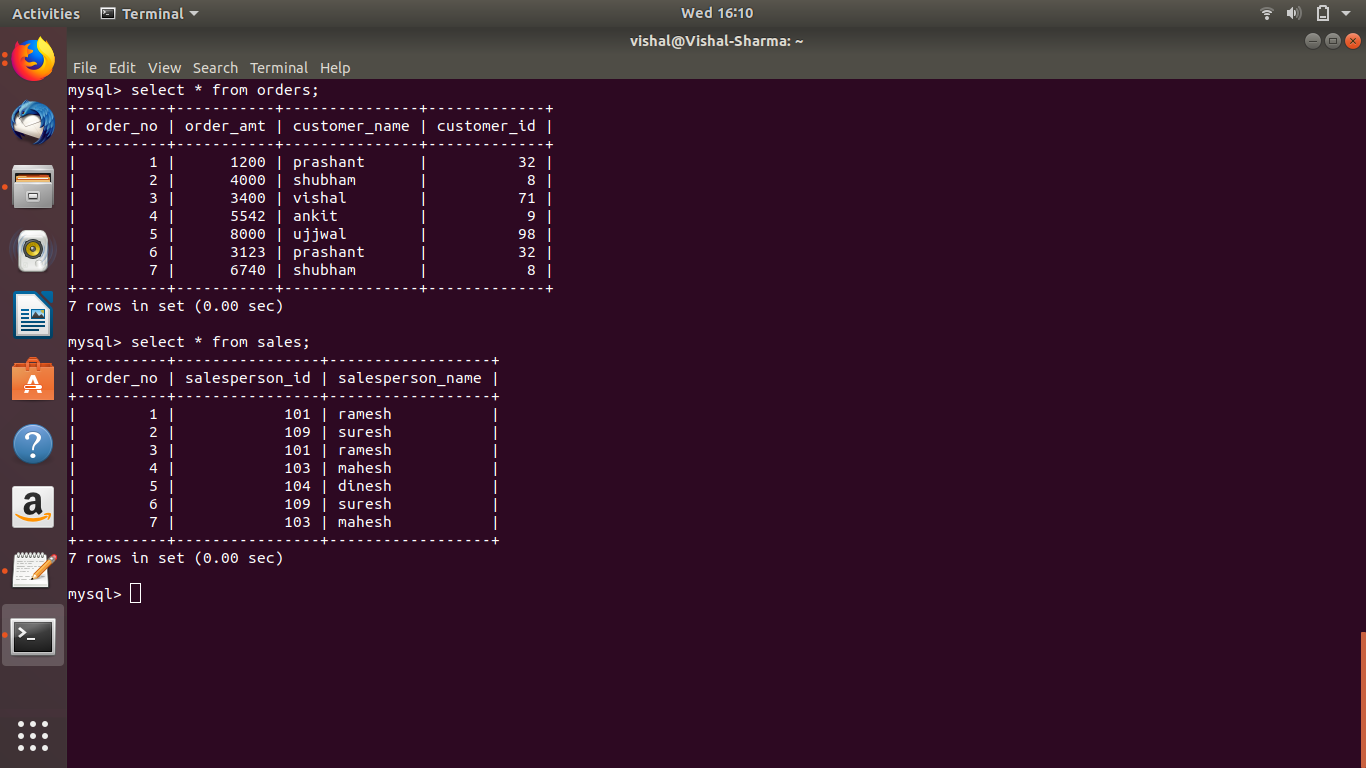 Activities Terminal Wed 16:10
vishal@Vishal-Sharma: ~
File Edit View Search Terminal Help
mysql> select * from orders;
+----------+-----------+---------------+-------------+
| order_no | order_amt | customer_name | customer_id |
+----------+-----------+---------------+-------------+
|        1 |      1200 | prashant      |          32 |
|        2 |      4000 | shubham       |           8 |
|        3 |      3400 | vishal        |          71 |
|        4 |      5542 | ankit         |           9 |
|        5 |      8000 | ujjwal        |          98 |
|        6 |      3123 | prashant      |          32 |
|        7 |      6740 | shubham       |           8 |
+----------+-----------+---------------+-------------+
7 rows in set (0.00 sec)
mysql> select * from sales;
+----------+----------------+------------------+
| order_no | salesperson_id | salesperson_name |
+----------+----------------+------------------+
|        1 |            101 | ramesh           |
|        2 |            109 | suresh           |
|        3 |            101 | ramesh           |
|        4 |            103 | mahesh           |
|        5 |            104 | dinesh           |
|        6 |            109 | suresh           |
|        7 |            103 | mahesh           |
+----------+----------------+------------------+
7 rows in set (0.00 sec)
mysql>